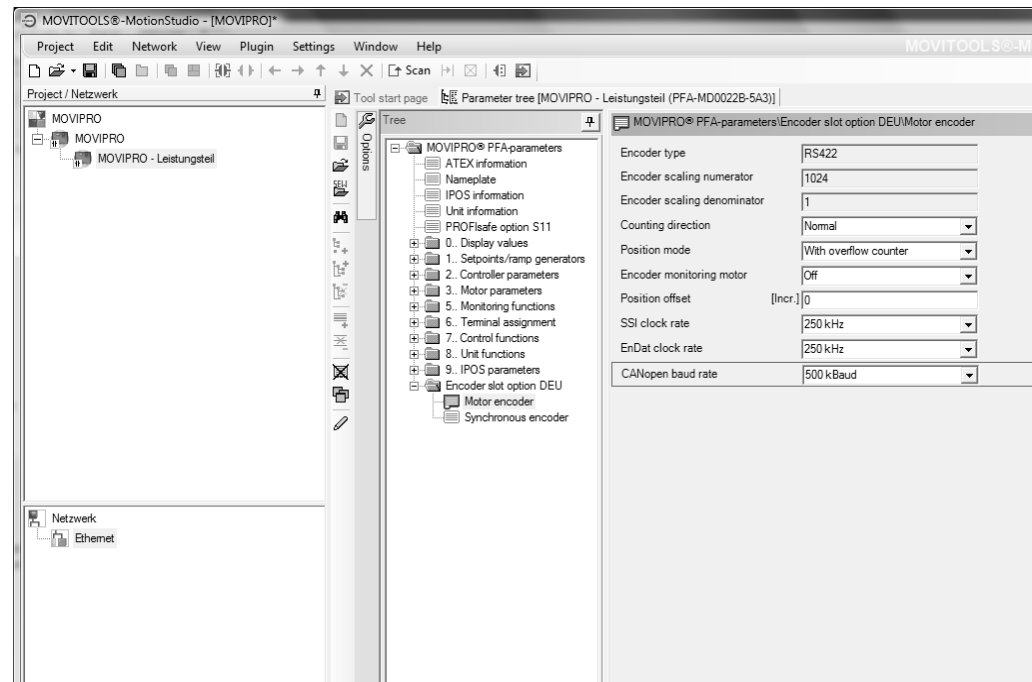 MOVITOOLS®-MotionStudio - [MOVIPRO]*
Project Edit Network View Plugin Settings Window Help
MOVITOOLS®-M
Scan
Project / Netzwerk
Tool start page Parameter tree [MOVIPRO - Leistungsteil (PFA-MD0022B-5A3)]
MOVIPRO
MOVIPRO
MOVIPRO - Leistungsteil
Netzwerk
Ethernet
SEW
Options
Tree
MOVIPRO® PFA-parameters
ATEX information
Nameplate
IPOS information
Unit information
PROFIsafe option S11
0.. Display values
1.. Setpoints/ramp generators
2.. Controller parameters
3.. Motor parameters
5.. Monitoring functions
6.. Terminal assignment
7.. Control functions
8.. Unit functions
9.. IPOS parameters
Encoder slot option DEU
Motor encoder
Synchronous encoder
MOVIPRO® PFA-parameters\Encoder slot option DEU\Motor encoder
Encoder type RS422
Encoder scaling numerator 1024
Encoder scaling denominator 1
Counting direction Normal
Position mode With overflow counter
Encoder monitoring motor Off
Position offset [Incr.] 0
SSI clock rate 250 kHz
EnDat clock rate 250 kHz
CANopen baud rate 500 kBaud